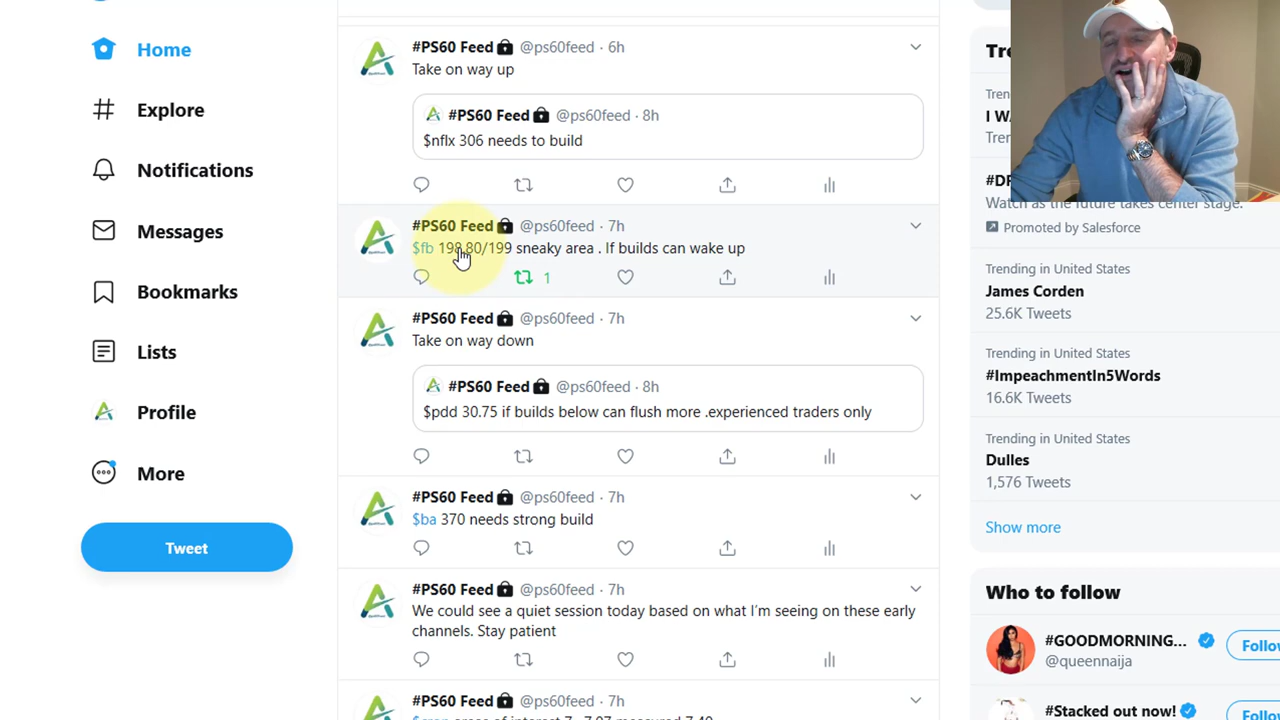 Home
Explore
Notifications
Messages
Bookmarks
Lists
Profile
More
Tweet
#PS60 Feed @ps60feed · 6h
Take on way up
#PS60 Feed @ps60feed · 8h
$nflx 306 needs to build
#PS60 Feed @ps60feed · 7h
$fb 198.80/199 sneaky area . If builds can wake up
1
#PS60 Feed @ps60feed · 7h
Take on way down
#PS60 Feed @ps60feed · 8h
$pdd 30.75 if builds below can flush more .experienced traders only
#PS60 Feed @ps60feed · 7h
$ba 370 needs strong build
#PS60 Feed @ps60feed · 7h
We could see a quiet session today based on what I'm seeing on these early
channels. Stay patient
#PS60 Feed @ps60feed · 7h
Watch as the future takes center stage.
Promoted by Salesforce
Trending in United States
James Corden
25.6K Tweets
Trending in United States
#ImpeachmentIn5Words
16.6K Tweets
Trending in United States
Dulles
1,576 Tweets
Show more
Who to follow
#GOODMORNING...
@queennaija
Follo
#Stacked out now!